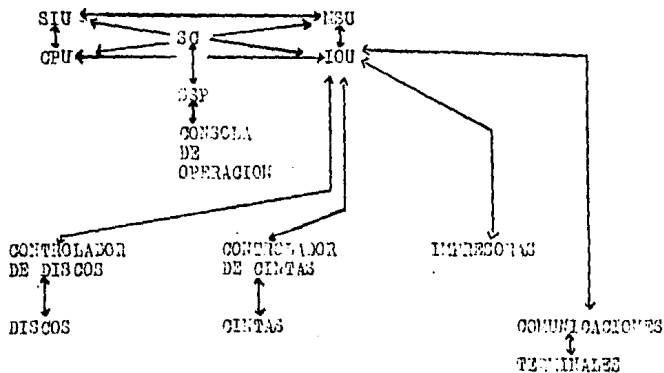 SIU MSU
SC
CPU IOU
SSP
CONSOLA
DE
OPERACION
CONTROLADOR CONTROLADOR IMPRESORAS
DE DISCOS DE CINTAS
DISCOS CINTAS COMUNICACIONES
TERMINALES